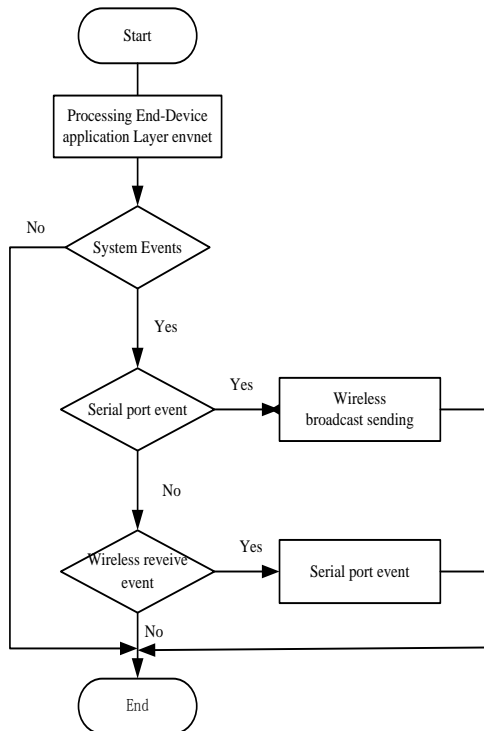 Start
Processing End-Device
application Layer envnet
No
System Events
Yes
Yes
Serial port event
Wireless
broadcast sending
No
Yes
Wireless reveive
event
Serial port event
No
End